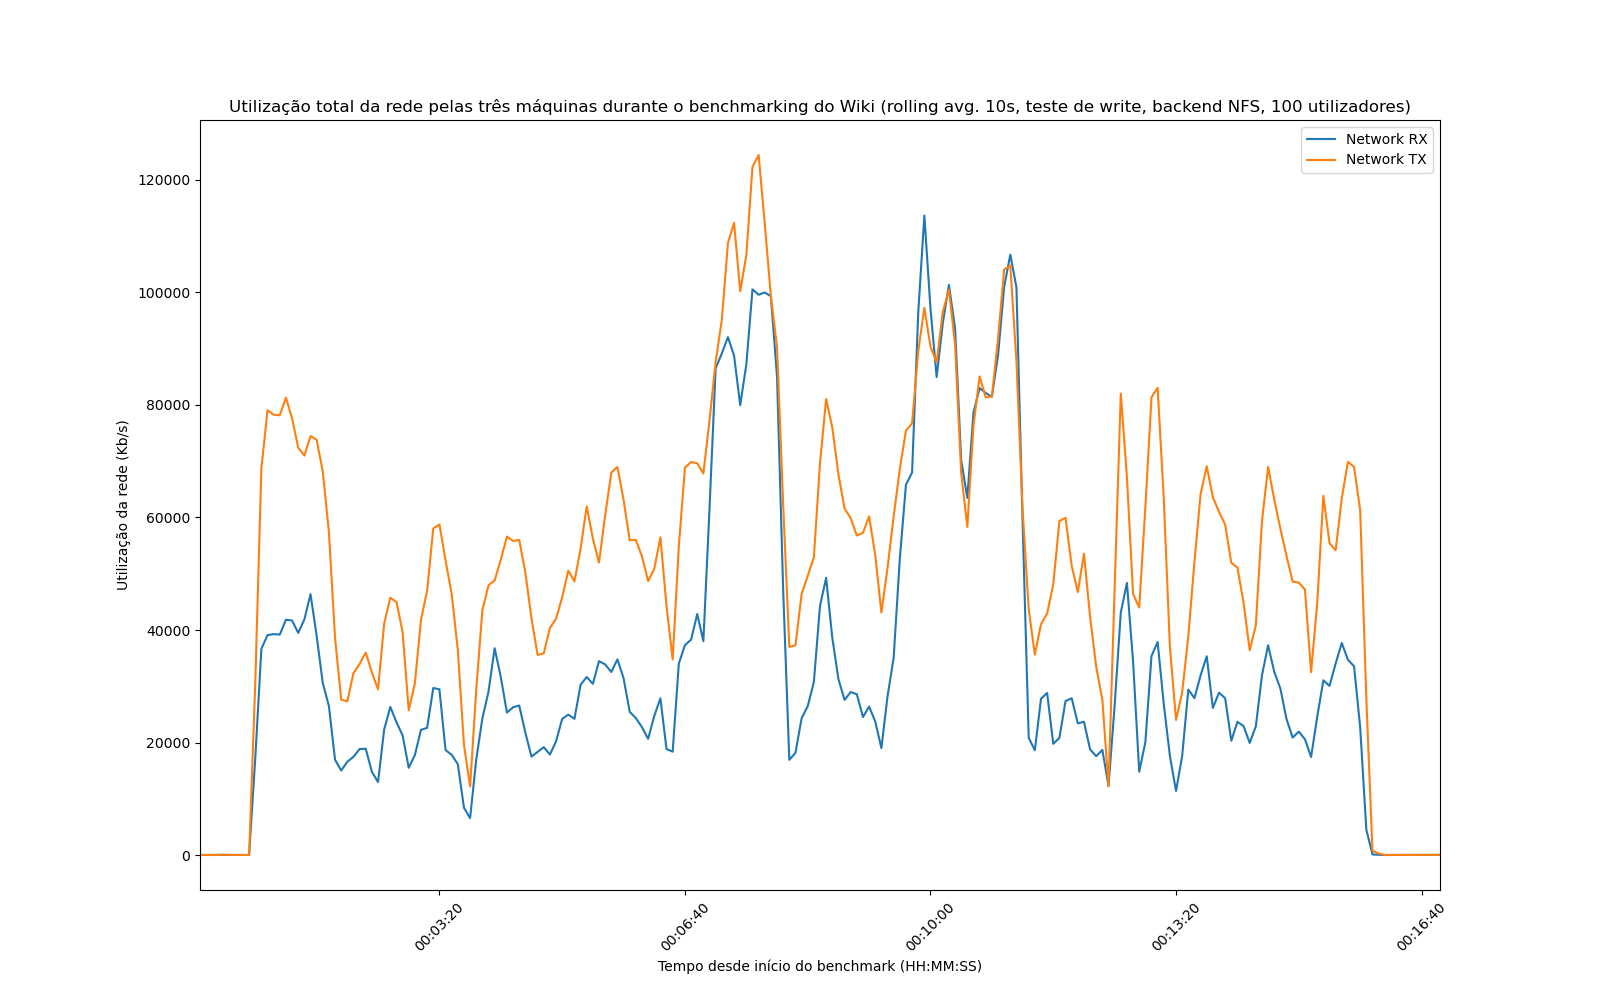 Utilização total da rede pelas três máquinas durante o benchmarking do Wiki (rolling avg. 10s, teste de write, backend NFS, 100 utilizadores)
Network RX
Network TX
120000
100000
80000
60000
40000
20000
0
Utilização da rede (Kb/s)
00:03:20
00:06:40
00:10:00
00:13:20
00:16:40
Tempo desde início do benchmark (HH:MM:SS)